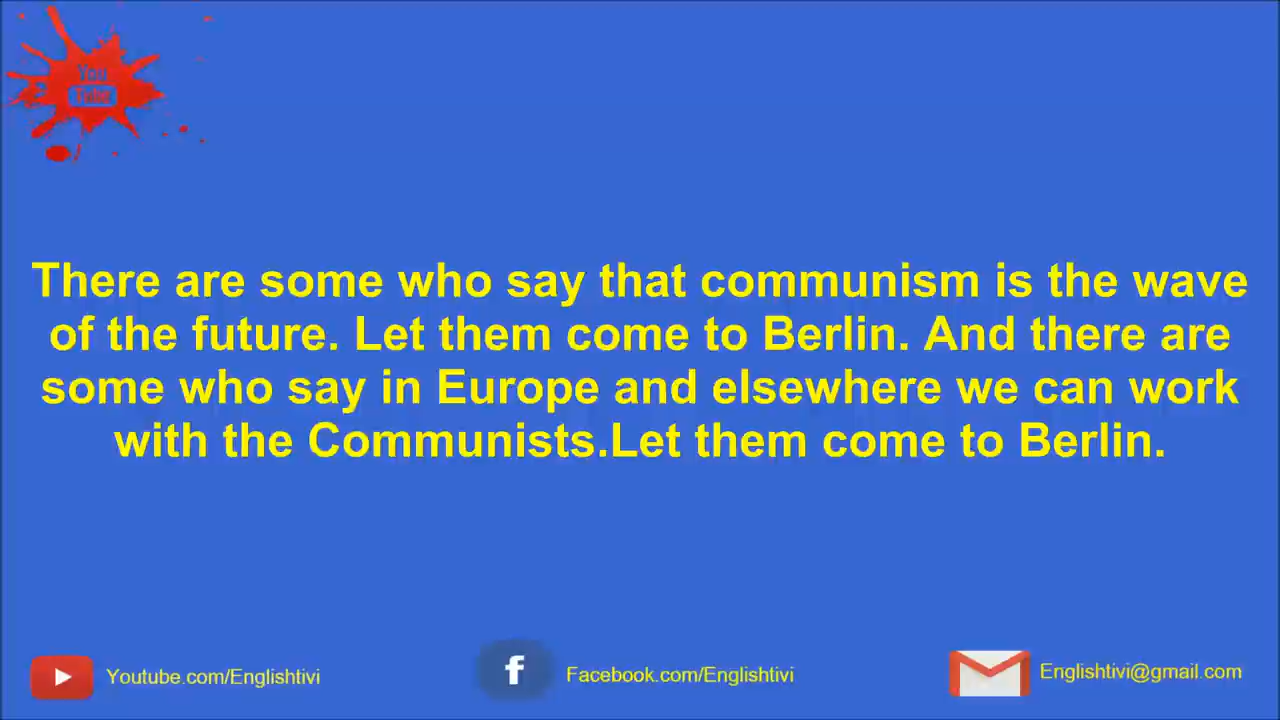 You
Tube
There are some who say that communism is the wave
of the future. Let them come to Berlin. And there are
some who say in Europe and elsewhere we can work
with the Communists.Let them come to Berlin.
Youtube.com/Englishtivi
f
Facebook.com/Englishtivi
Englishtivi@gmail.com